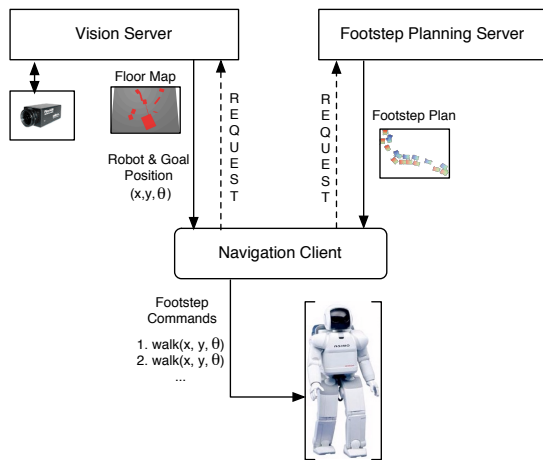 Vision Server
Footstep Planning Server
Floor Map
Robot & Goal
Position
(x,y,θ)
REQUEST
REQUEST
Footstep Plan
Navigation Client
Footstep
Commands
1. walk(x, y, θ)
2. walk(x, y, θ)
...